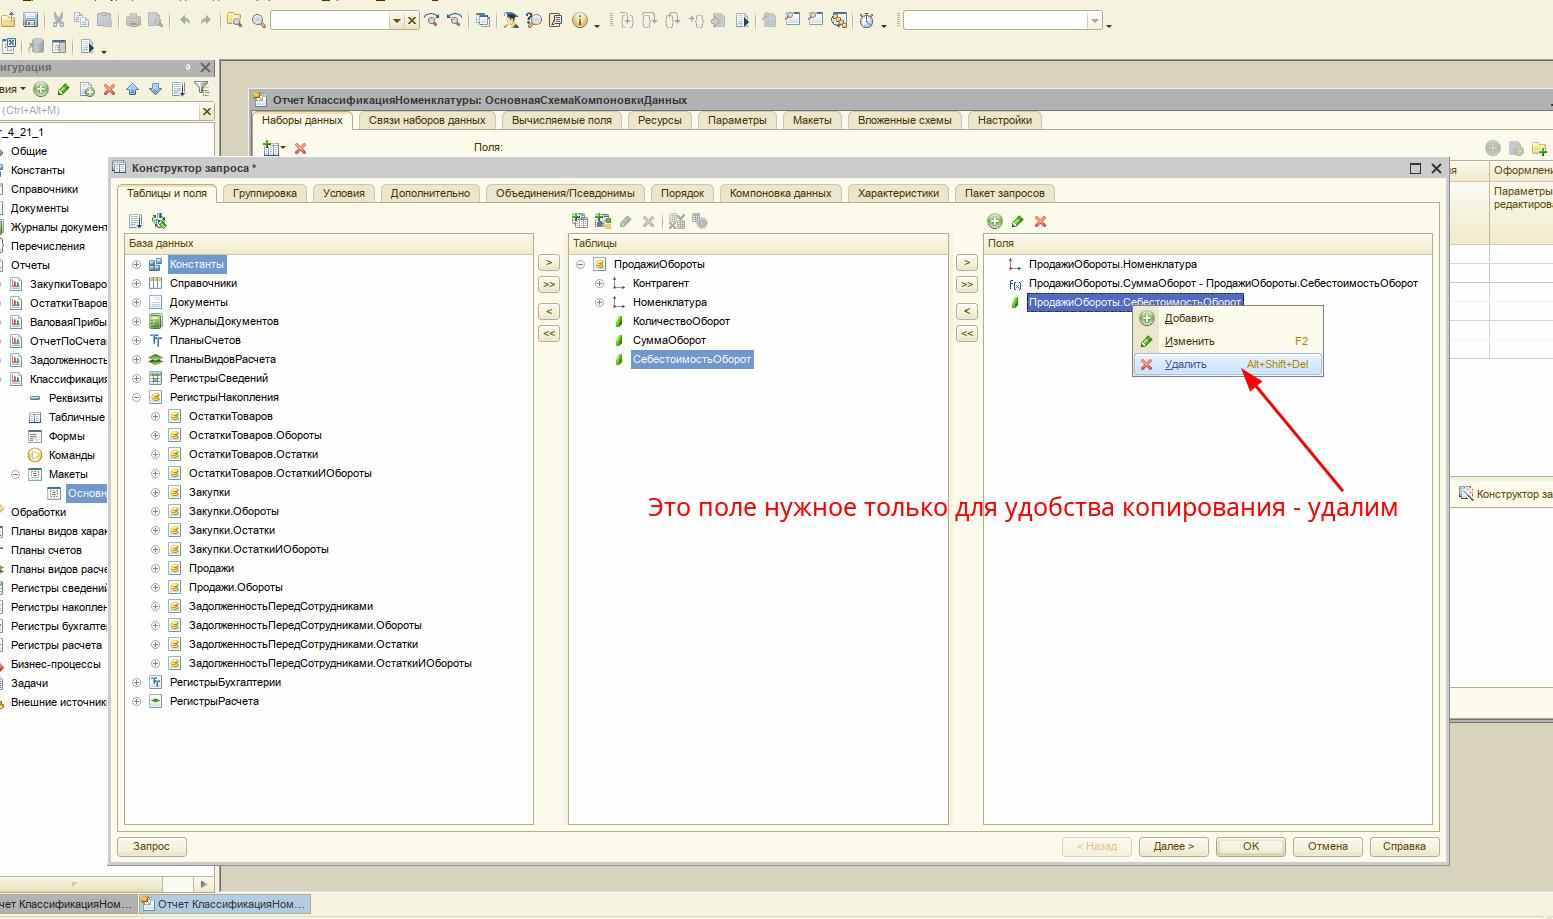 нигурация
вия
(Ctrl+Alt+M)
r_4_21_1
Общие
Константы
Справочники
Документы
Журналы документ
Перечисления
Отчеты
ЗакупкиТоваро
ОстаткиТваров
ВаловаяПрибы
ОтчетПоСчета
Задолженность
Классификация
Реквизиты
Табличные
Формы
Команды
Макеты
Основн
Обработки
Планы видов харак
Планы счетов
Планы видов расче
Регистры сведений
Регистры накоплен
Регистры бухгалте
Регистры расчета
Бизнес-процессы
Задачи
Внешние источник
Отчет КлассификацияНоменклатуры: ОсновнаяСхемаКомпоновкиДанных
Наборы данных Связи наборов данных Вычисляемые поля Ресурсы Параметры Макеты Вложенные схемы Настройки
Поля:
ия Оформлени
Параметры
редактирова
Конструктор за
Конструктор запроса *
Таблицы и поля Группировка Условия Дополнительно Объединения/Псевдонимы Порядок Компоновка данных Характеристики Пакет запросов
База данных
Константы
Справочники
Документы
ЖурналыДокументов
ПланыСчетов
ПланыВидовРасчета
РегистрыСведений
РегистрыНакопления
ОстаткиТоваров
ОстаткиТоваров.Обороты
ОстаткиТоваров.Остатки
ОстаткиТоваров.ОстаткиИОбороты
Закупки
Закупки.Обороты
Закупки.Остатки
Закупки.ОстаткиИОбороты
Продажи
Продажи.Обороты
ЗадолженностьПередСотрудниками
ЗадолженностьПередСотрудниками.Обороты
ЗадолженностьПередСотрудниками.Остатки
ЗадолженностьПередСотрудниками.ОстаткиИОбороты
РегистрыБухгалтерии
РегистрыРасчета
>
>>
<
<<
Таблицы
ПродажиОбороты
Контрагент
Номенклатура
КоличествоОборот
СуммаОборот
СебестоимостьОборот
>
>>
<
<<
Поля
ПродажиОбороты.Номенклатура
ПродажиОбороты.СуммаОборот - ПродажиОбороты.СебестоимостьОборот
ПродажиОбороты.СебестоимостьОборот
Добавить
Изменить F2
Удалить Alt+Shift+Del
Это поле нужное только для удобства копирования - удалим
Запрос < Назад Далее > OK Отмена Справка
чет КлассификацияНом... Отчет КлассификацияНом...